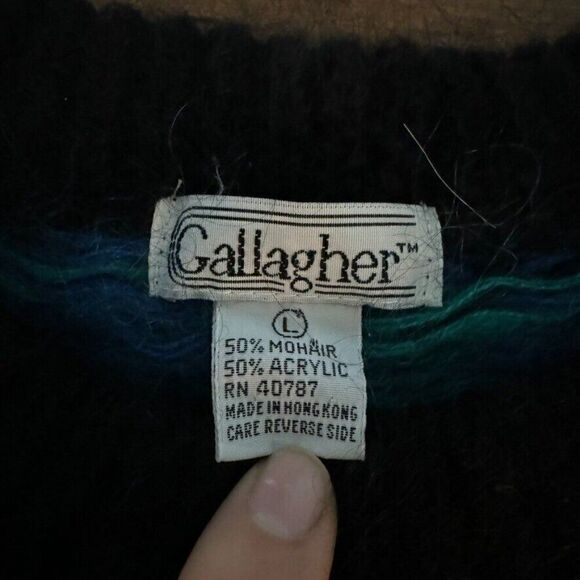 Gallagher™
L
50% MOHAIR
50% ACRYLIC
RN 40787
MADE IN HONG KONG
CARE REVERSE SIDE